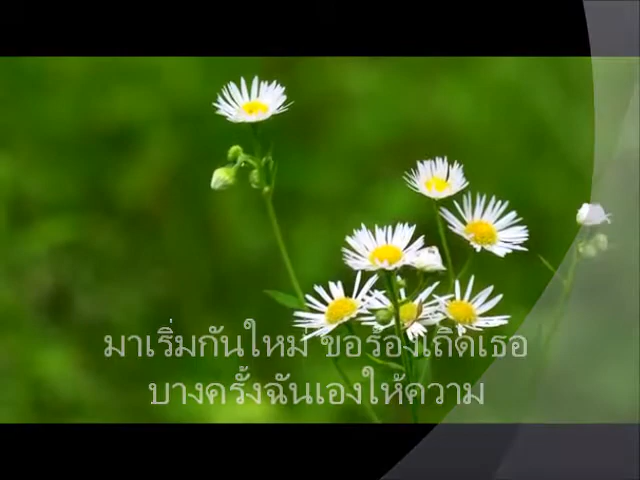 มาเริ่มกันใหม่ ขอร้องเถิดเธอ
บางครั้งฉันเองให้ความ